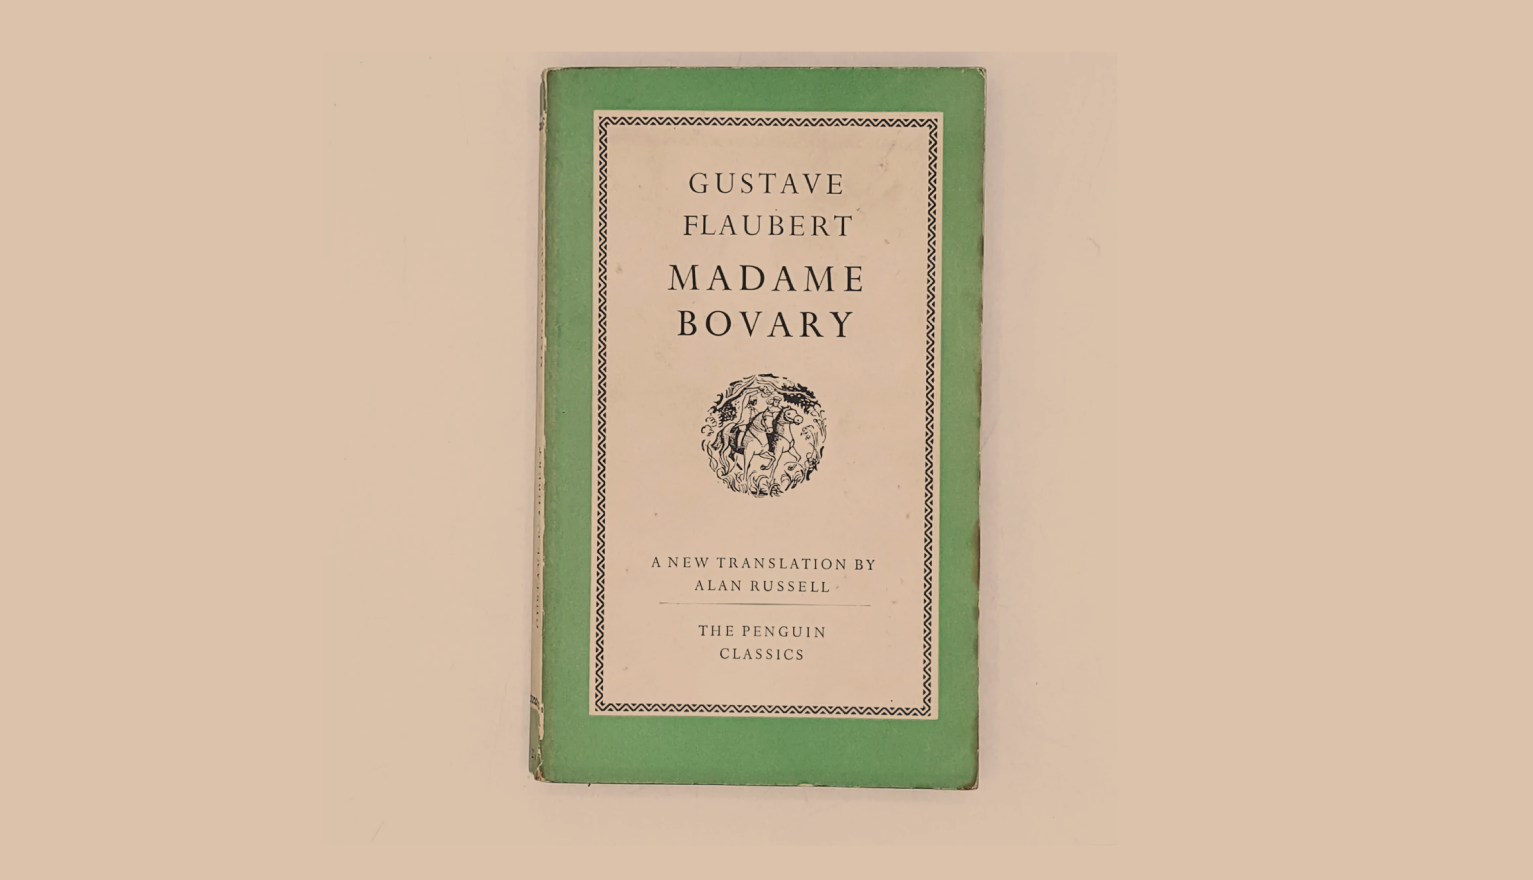 GUSTAVE
FLAUBERT
MADAME
BOVARY
A NEW TRANSLATION BY
ALAN RUSSELL
THE PENGUIN
CLASSICS